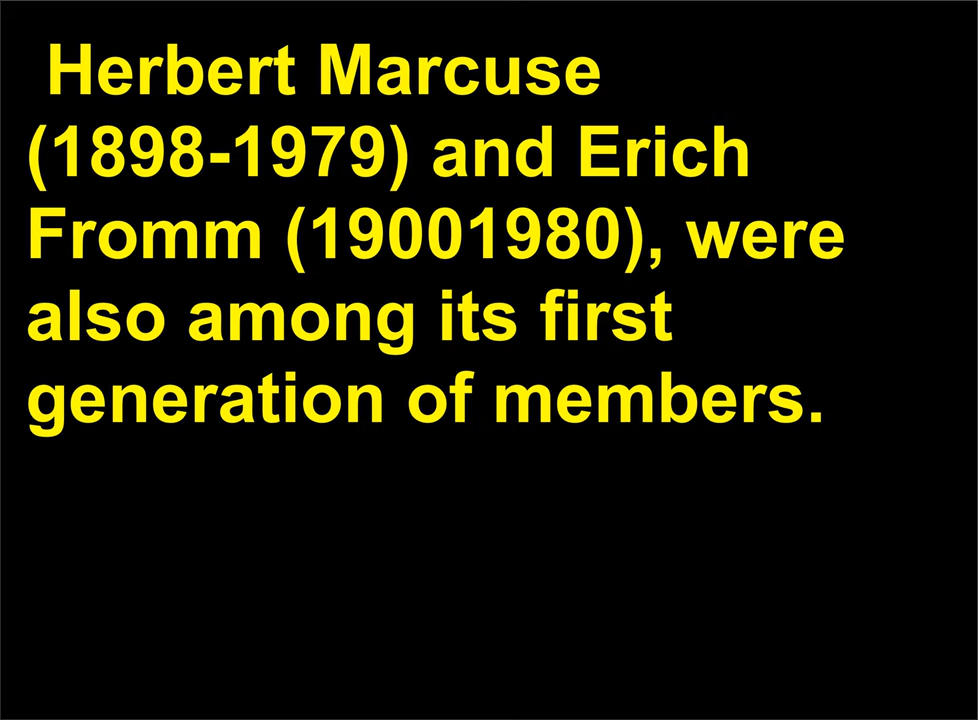 Herbert Marcuse
(1898-1979) and Erich
Fromm (19001980), were
also among its first
generation of members.